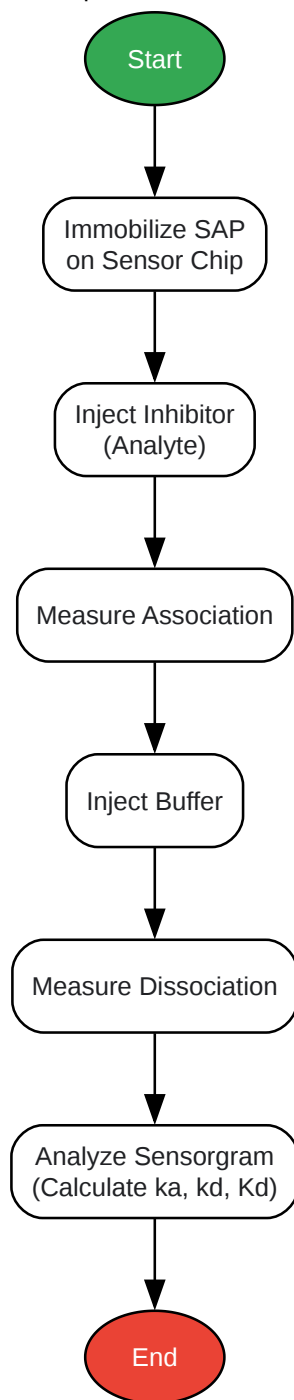 Start
Immobilize SAP
on Sensor Chip
Inject Inhibitor
(Analyte)
Measure Association
Inject Buffer
Measure Dissociation
Analyze Sensorgram
(Calculate ka, kd, Kd)
End